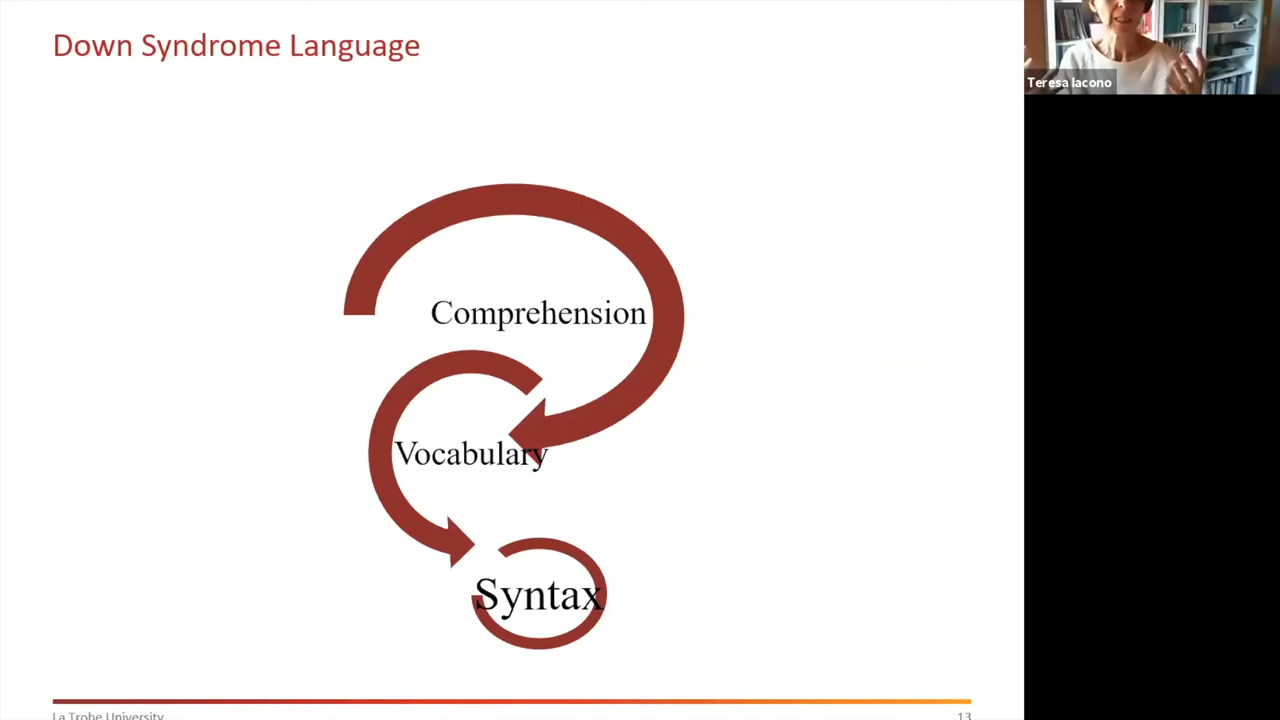 Down Syndrome Language
Teresa Iacono
Comprehension
Vocabulary
Syntax
La Trobe University
13